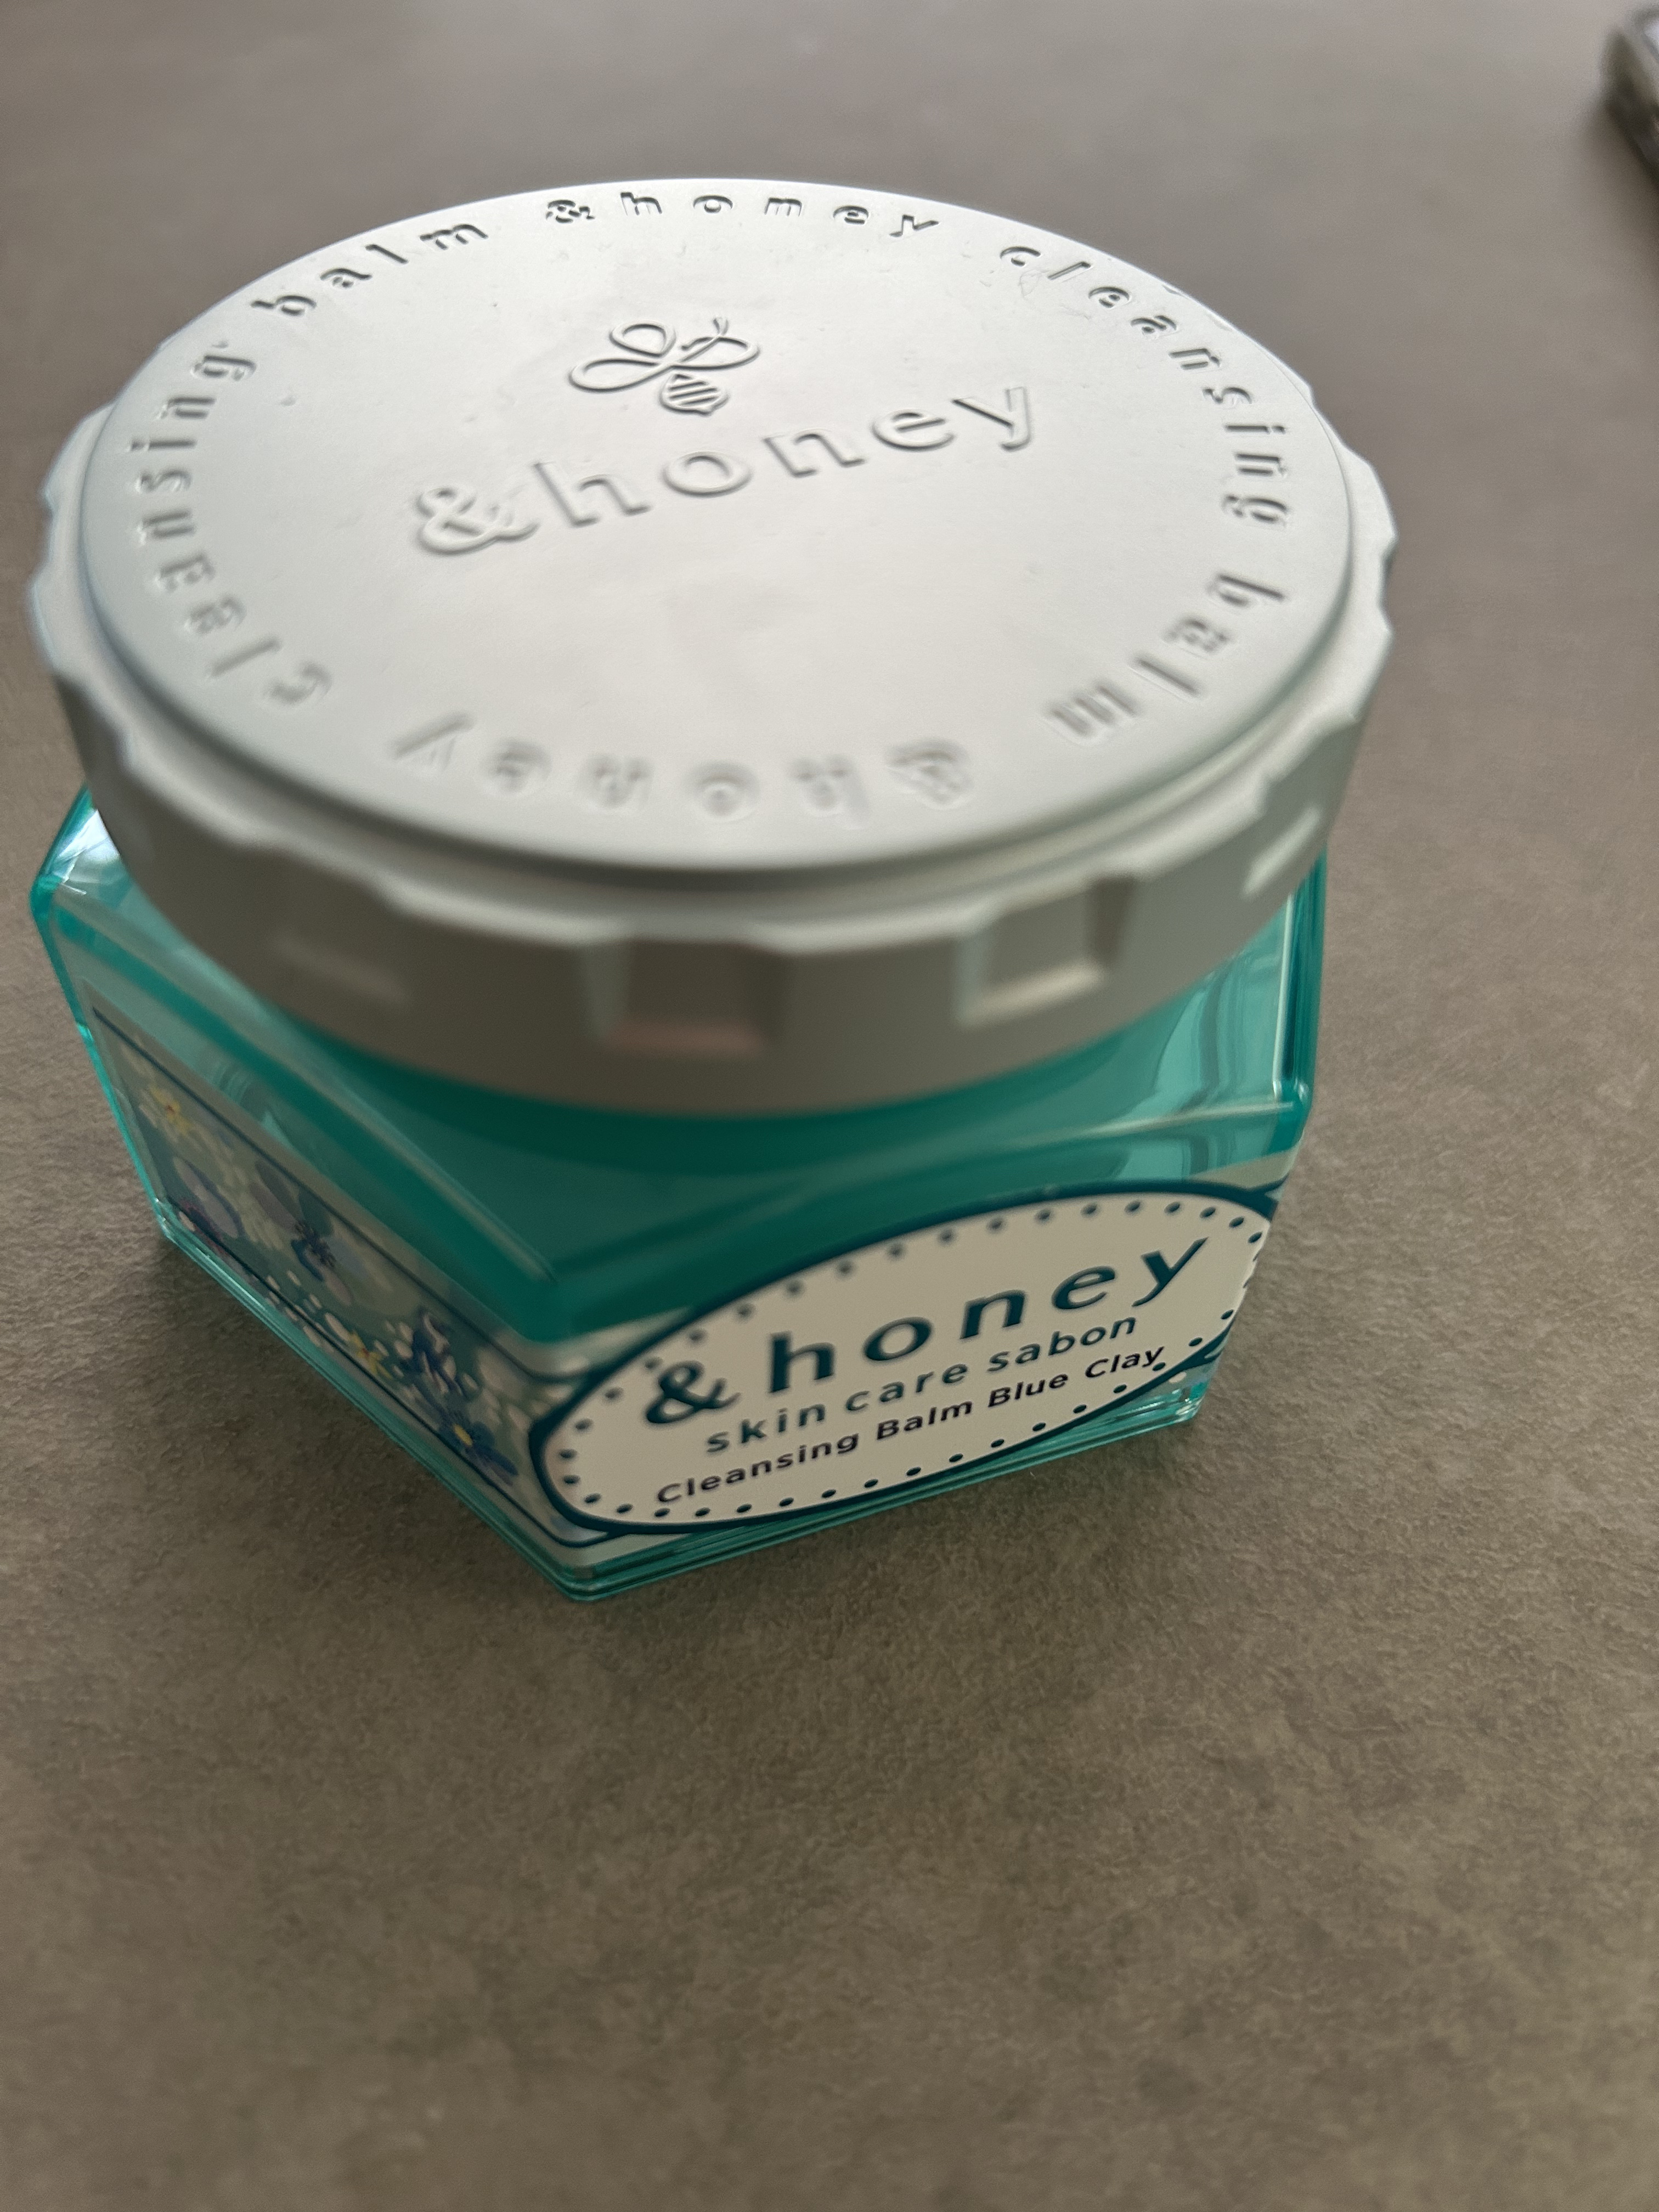 &honey cleansing balm &honey cleansing balm
&honey
&honey
skin care sabon
Cleansing Balm Blue Clay